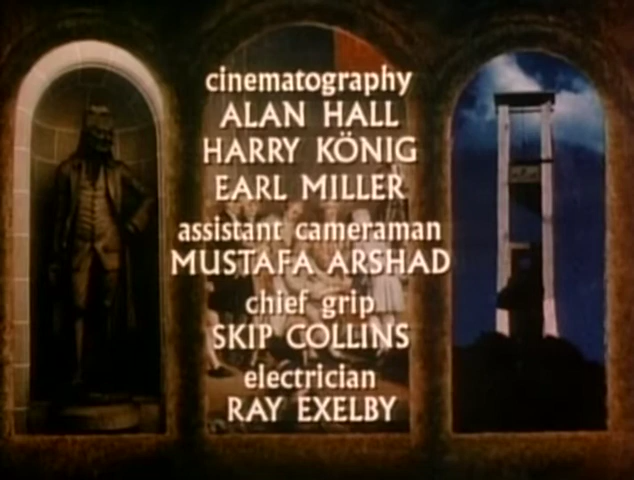 cinematography
ALAN HALL
HARRY KÖNIG
EARL MILLER
assistant cameraman
MUSTAFA ARSHAD
chief grip
SKIP COLLINS
electrician
RAY EXELBY